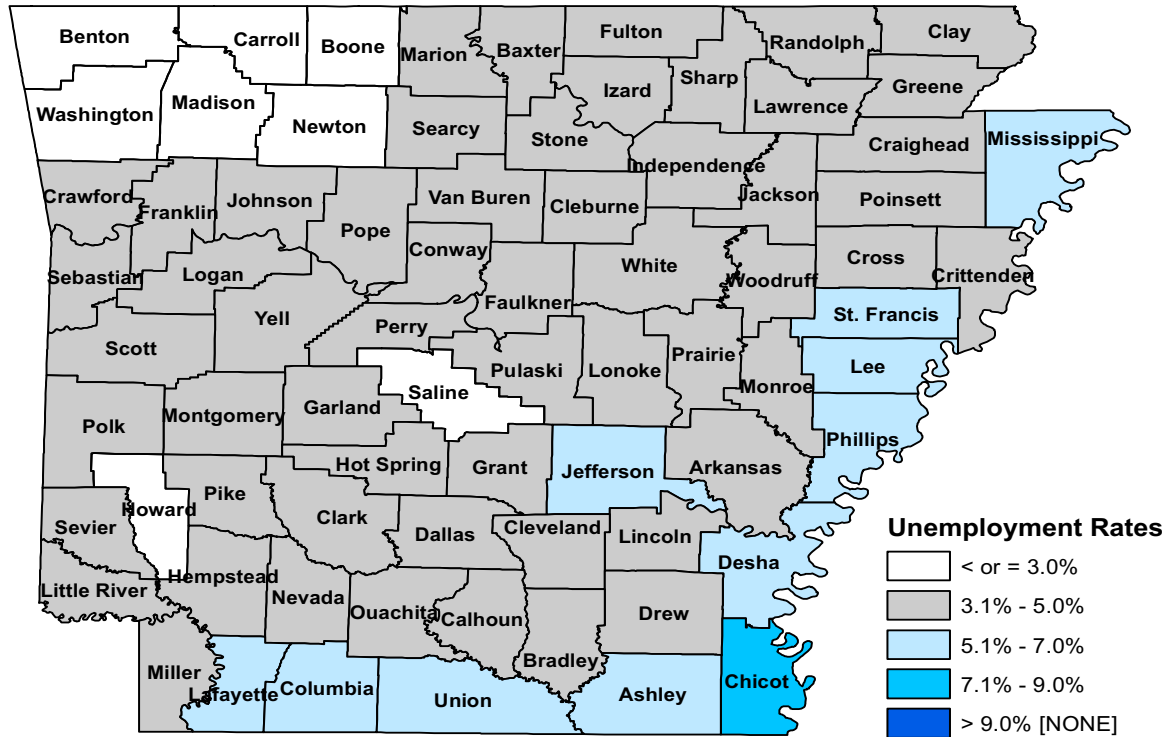 Benton
Carroll
Boone
Marion
Baxter
Fulton
Randolph
Clay
Washington
Madison
Newton
Searcy
Stone
Izard
Sharp
Lawrence
Greene
Independence
Craighead
Mississippi
Crawford
Franklin
Johnson
Pope
Van Buren
Cleburne
Jackson
Poinsett
Sebastian
Logan
Conway
White
Woodruff
Cross
Crittenden
Scott
Yell
Perry
Faulkner
Pulaski
Lonoke
Prairie
Monroe
St. Francis
Lee
Polk
Montgomery
Garland
Saline
Phillips
Hot Spring
Grant
Jefferson
Arkansas
Sevier
Howard
Pike
Clark
Dallas
Cleveland
Lincoln
Desha
Little River
Hempstead
Nevada
Ouachita
Calhoun
Bradley
Drew
Miller
Lafayette
Columbia
Union
Ashley
Chicot
Unemployment Rates
< or = 3.0%
3.1% - 5.0%
5.1% - 7.0%
7.1% - 9.0%
> 9.0% [NONE]